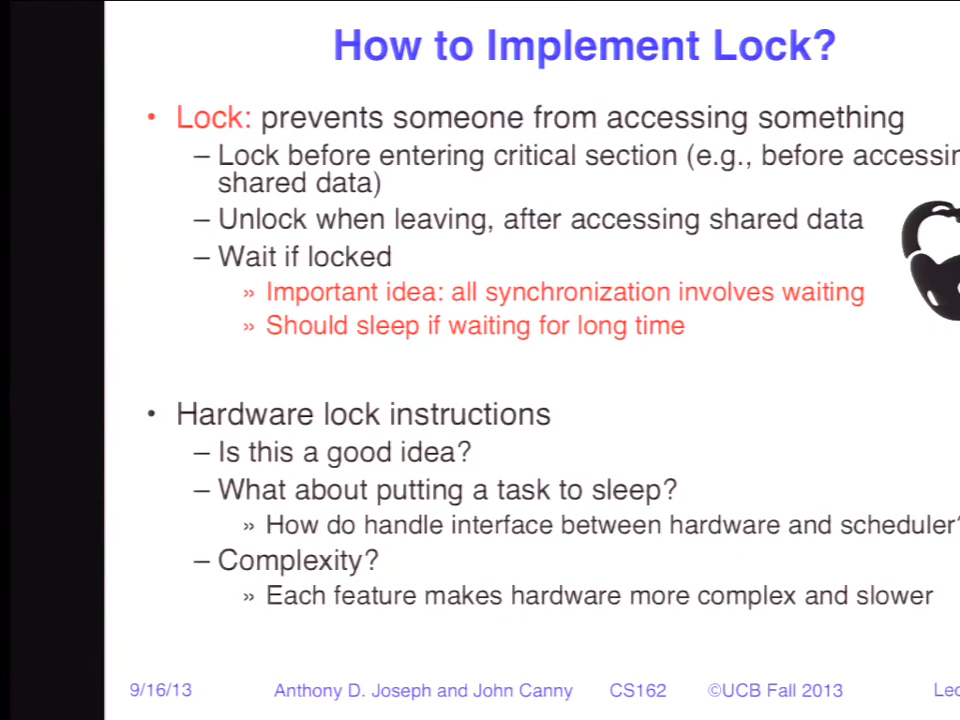 How to Implement Lock?
• Lock: prevents someone from accessing something
– Lock before entering critical section (e.g., before
shared data)
– Unlock when leaving, after accessing shared data
– Wait if locked
» Important idea: all synchronization involves waiting
» Should sleep if waiting for long time
• Hardware lock instructions
– Is this a good idea?
– What about putting a task to sleep?
» How do handle interface between hardware and scheduler?
– Complexity?
» Each feature makes hardware more complex and slower
9/16/13 Anthony D. Joseph and John Canny CS162 ©UCB Fall 2013